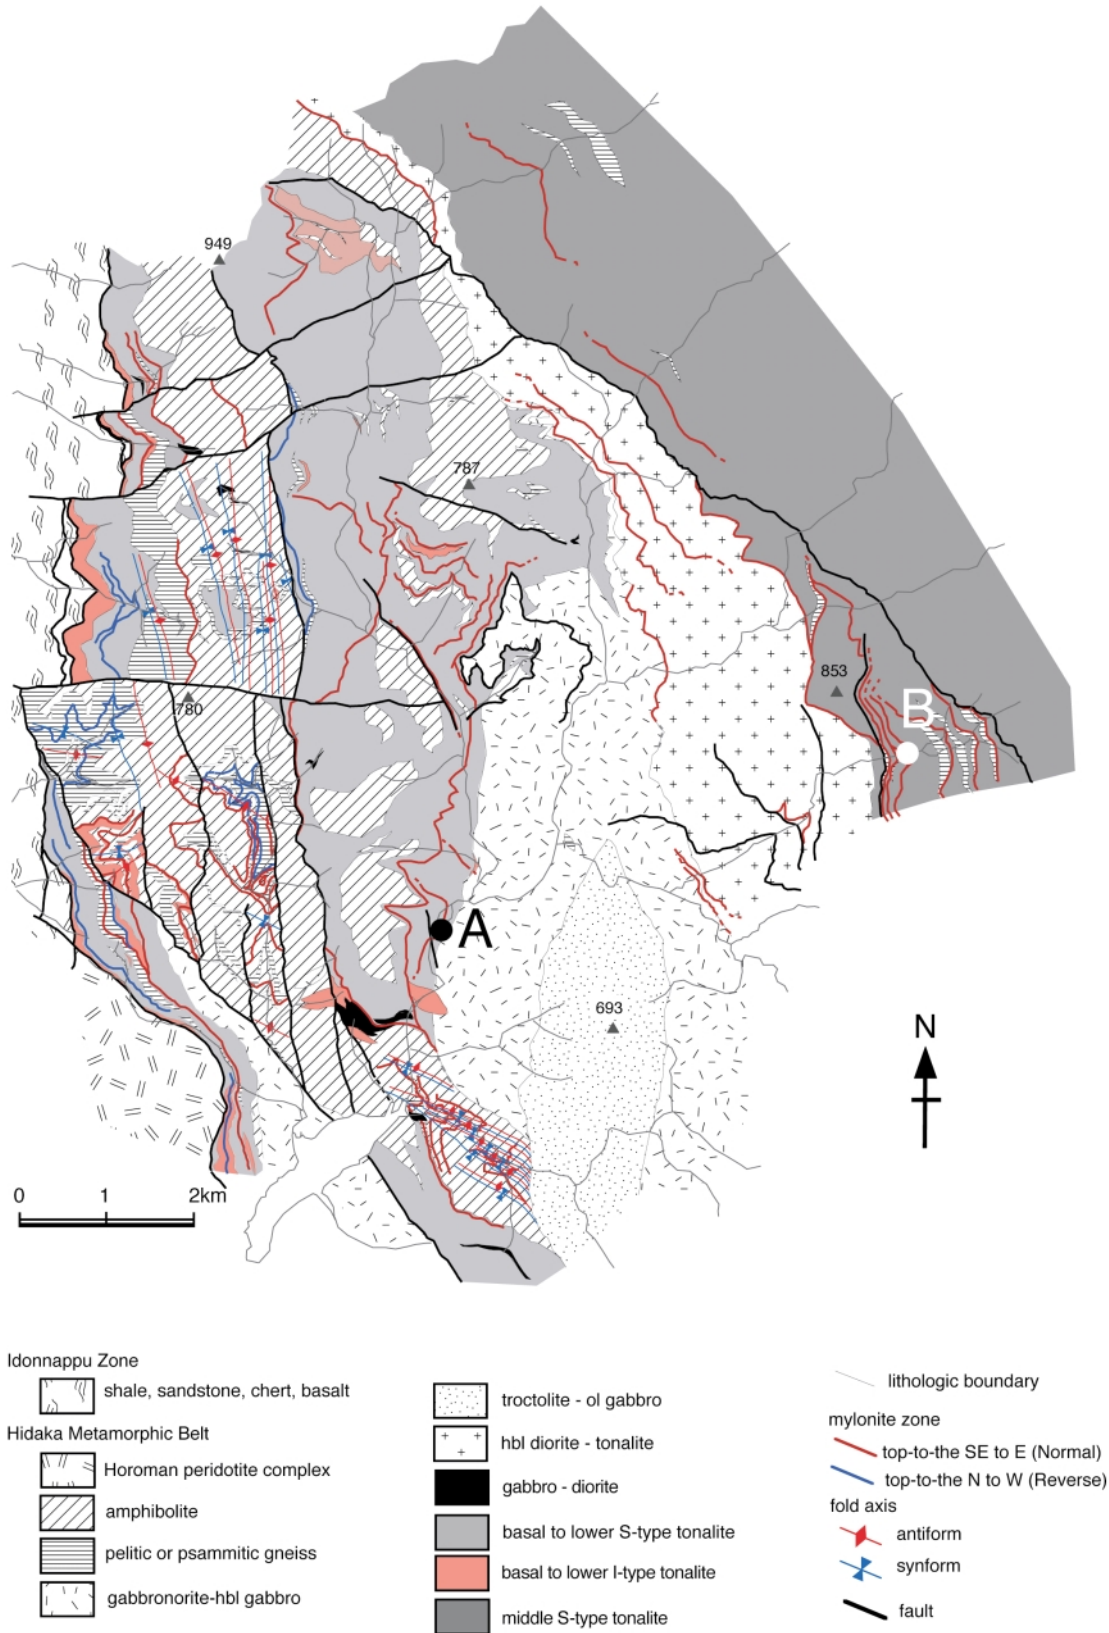 949
787
853
B
780
A
693
N
0 1 2km
Idonnappu Zone
shale, sandstone, chert, basalt
Hidaka Metamorphic Belt
Horoman peridotite complex
amphibolite
pelitic or psammitic gneiss
gabbronorite-hbl gabbro
troctolite - ol gabbro
hbl diorite - tonalite
gabbro - diorite
basal to lower S-type tonalite
basal to lower I-type tonalite
middle S-type tonalite
lithologic boundary
mylonite zone
top-to-the SE to E (Normal)
top-to-the N to W (Reverse)
fold axis
antiform
synform
fault